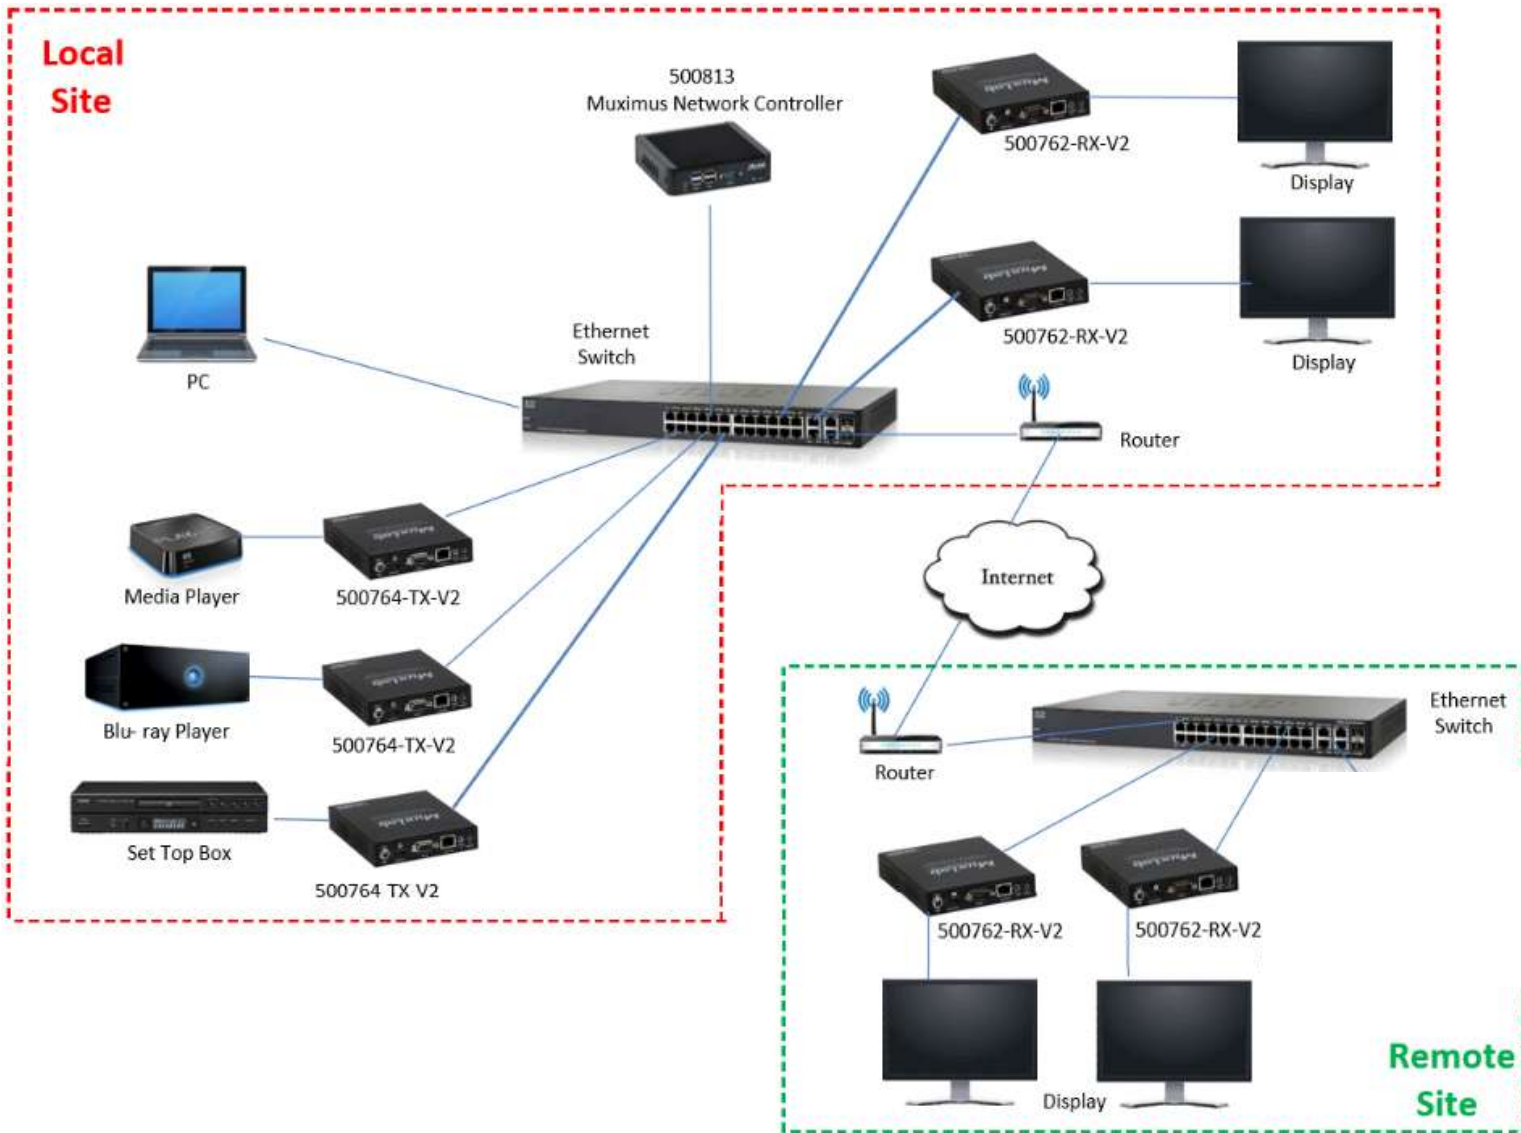 Local
Site
500813
Muximus Network Controller
500762-RX-V2
Display
500762-RX-V2
Display
PC
Ethernet
Switch
Router
Media Player
500764-TX-V2
Internet
Blu- ray Player
500764-TX-V2
Set Top Box
500764 TX V2
Ethernet
Switch
Router
500762-RX-V2
500762-RX-V2
Display
Remote
Site